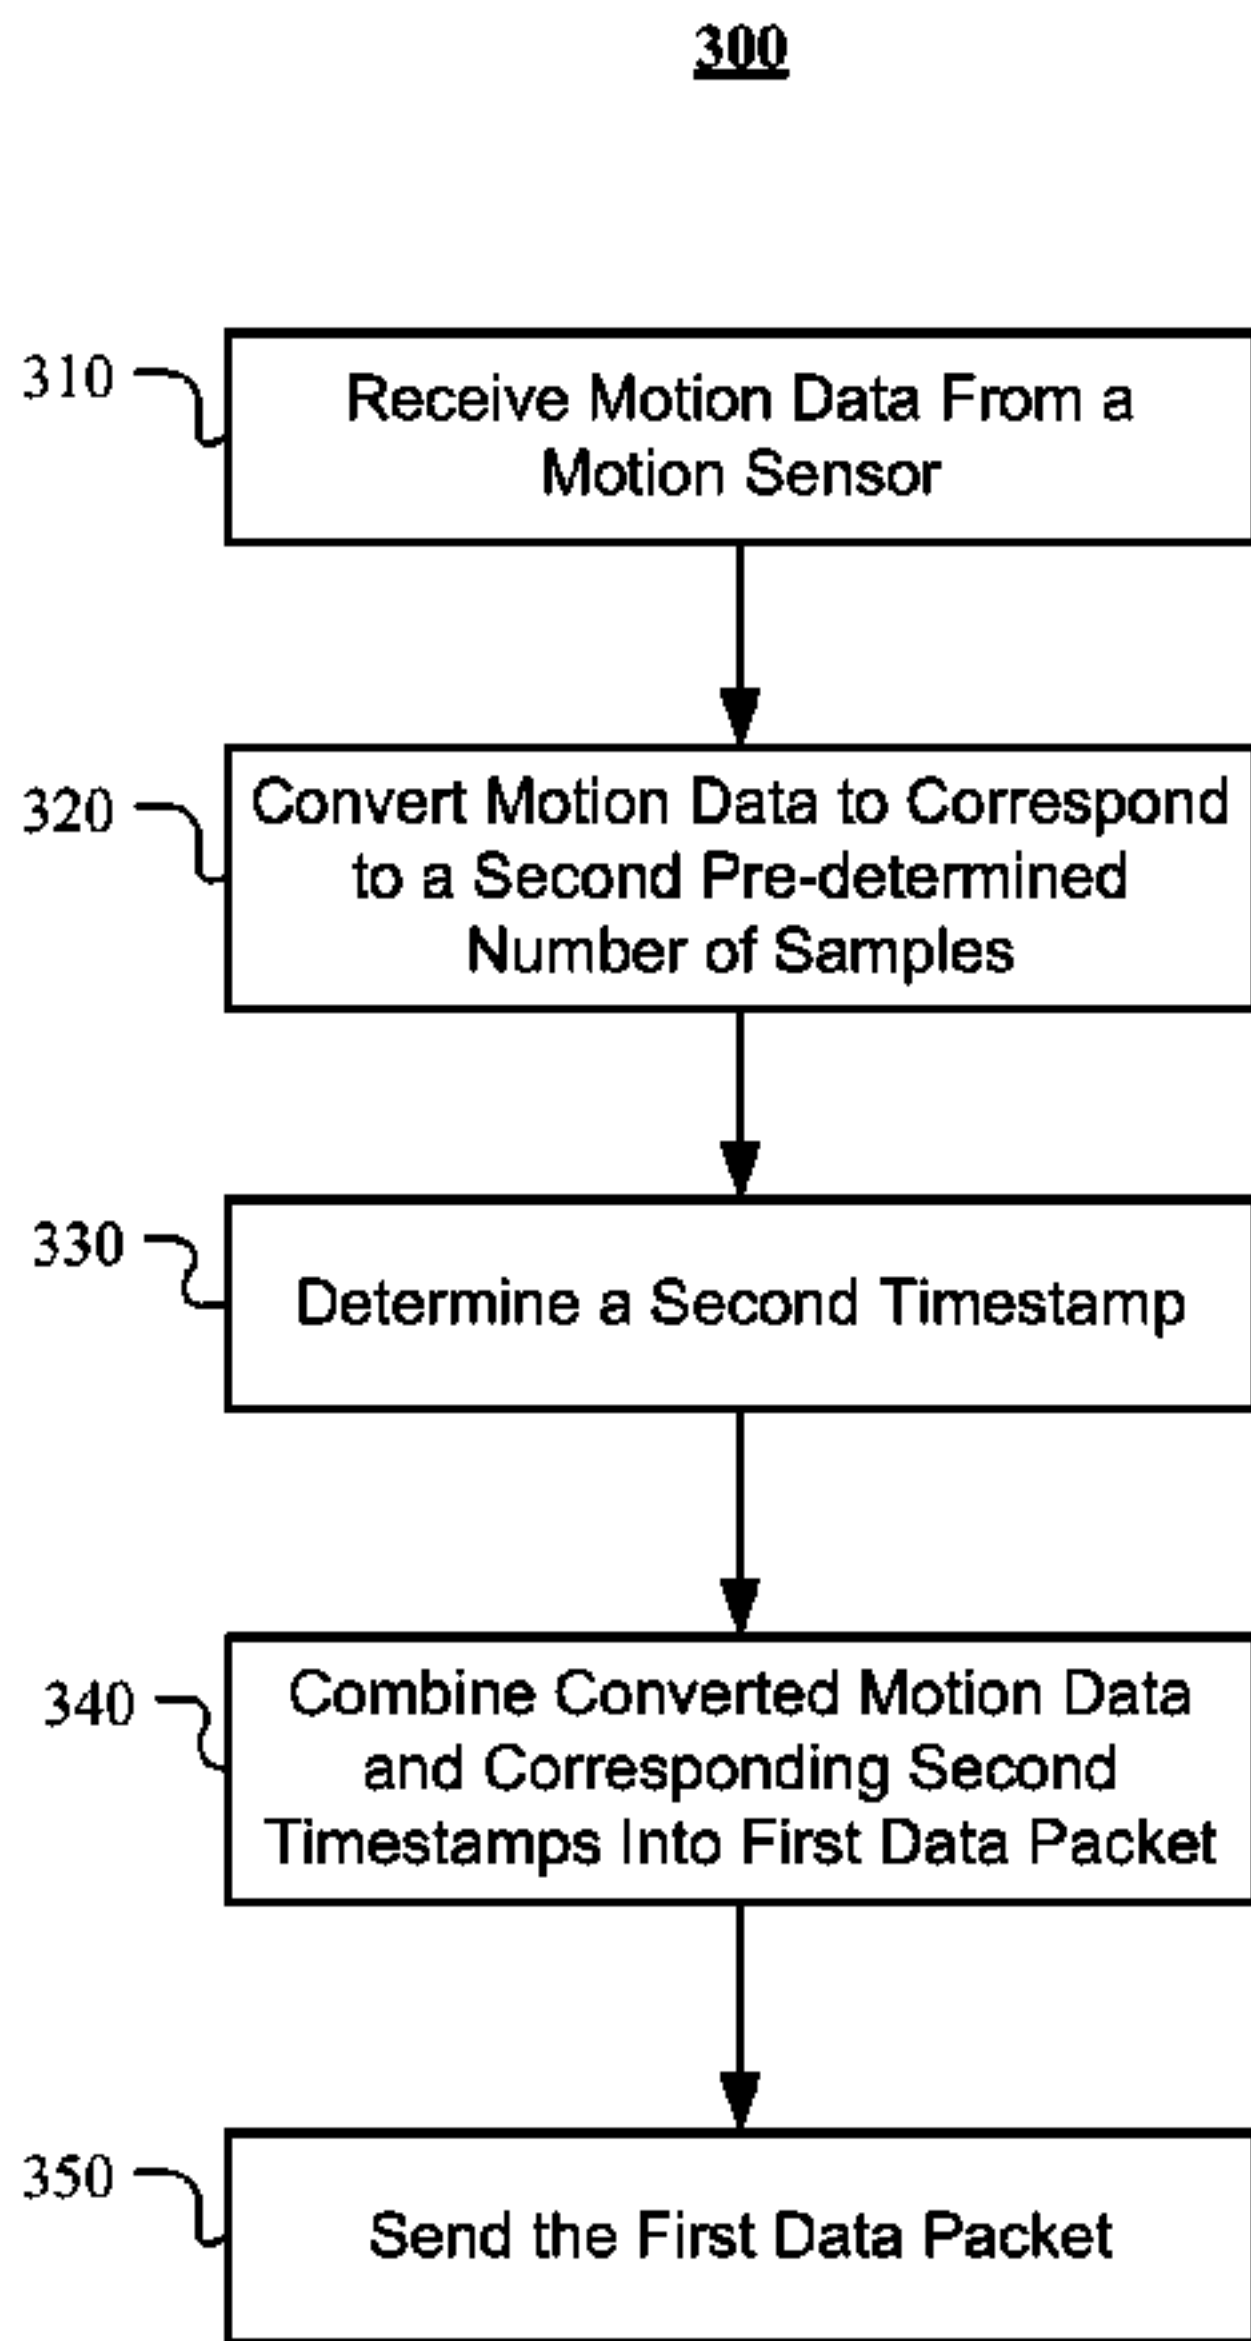 300
310
Receive Motion Data From a
Motion Sensor
320
Convert Motion Data to Correspond
to a Second Pre-determined
Number of Samples
330
Determine a Second Timestamp
340
Combine Converted Motion Data
and Corresponding Second
Timestamps Into First Data Packet
350
Send the First Data Packet